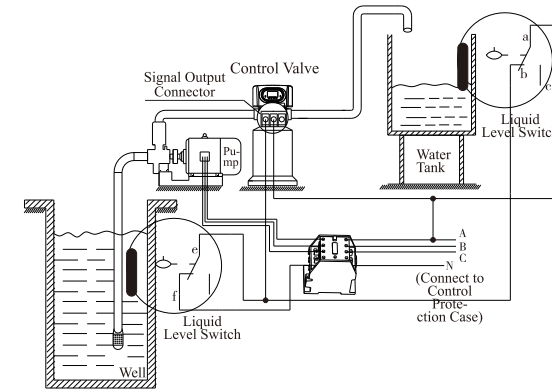 Signal Output
Connector
Control Valve
a
b
c
Liquid
Level Switch
Pu-
mp
Water
Tank
A
B
C
N
(Connect to
Control
Prote-
ction Case)
e
f
Liquid
Level Switch
Well